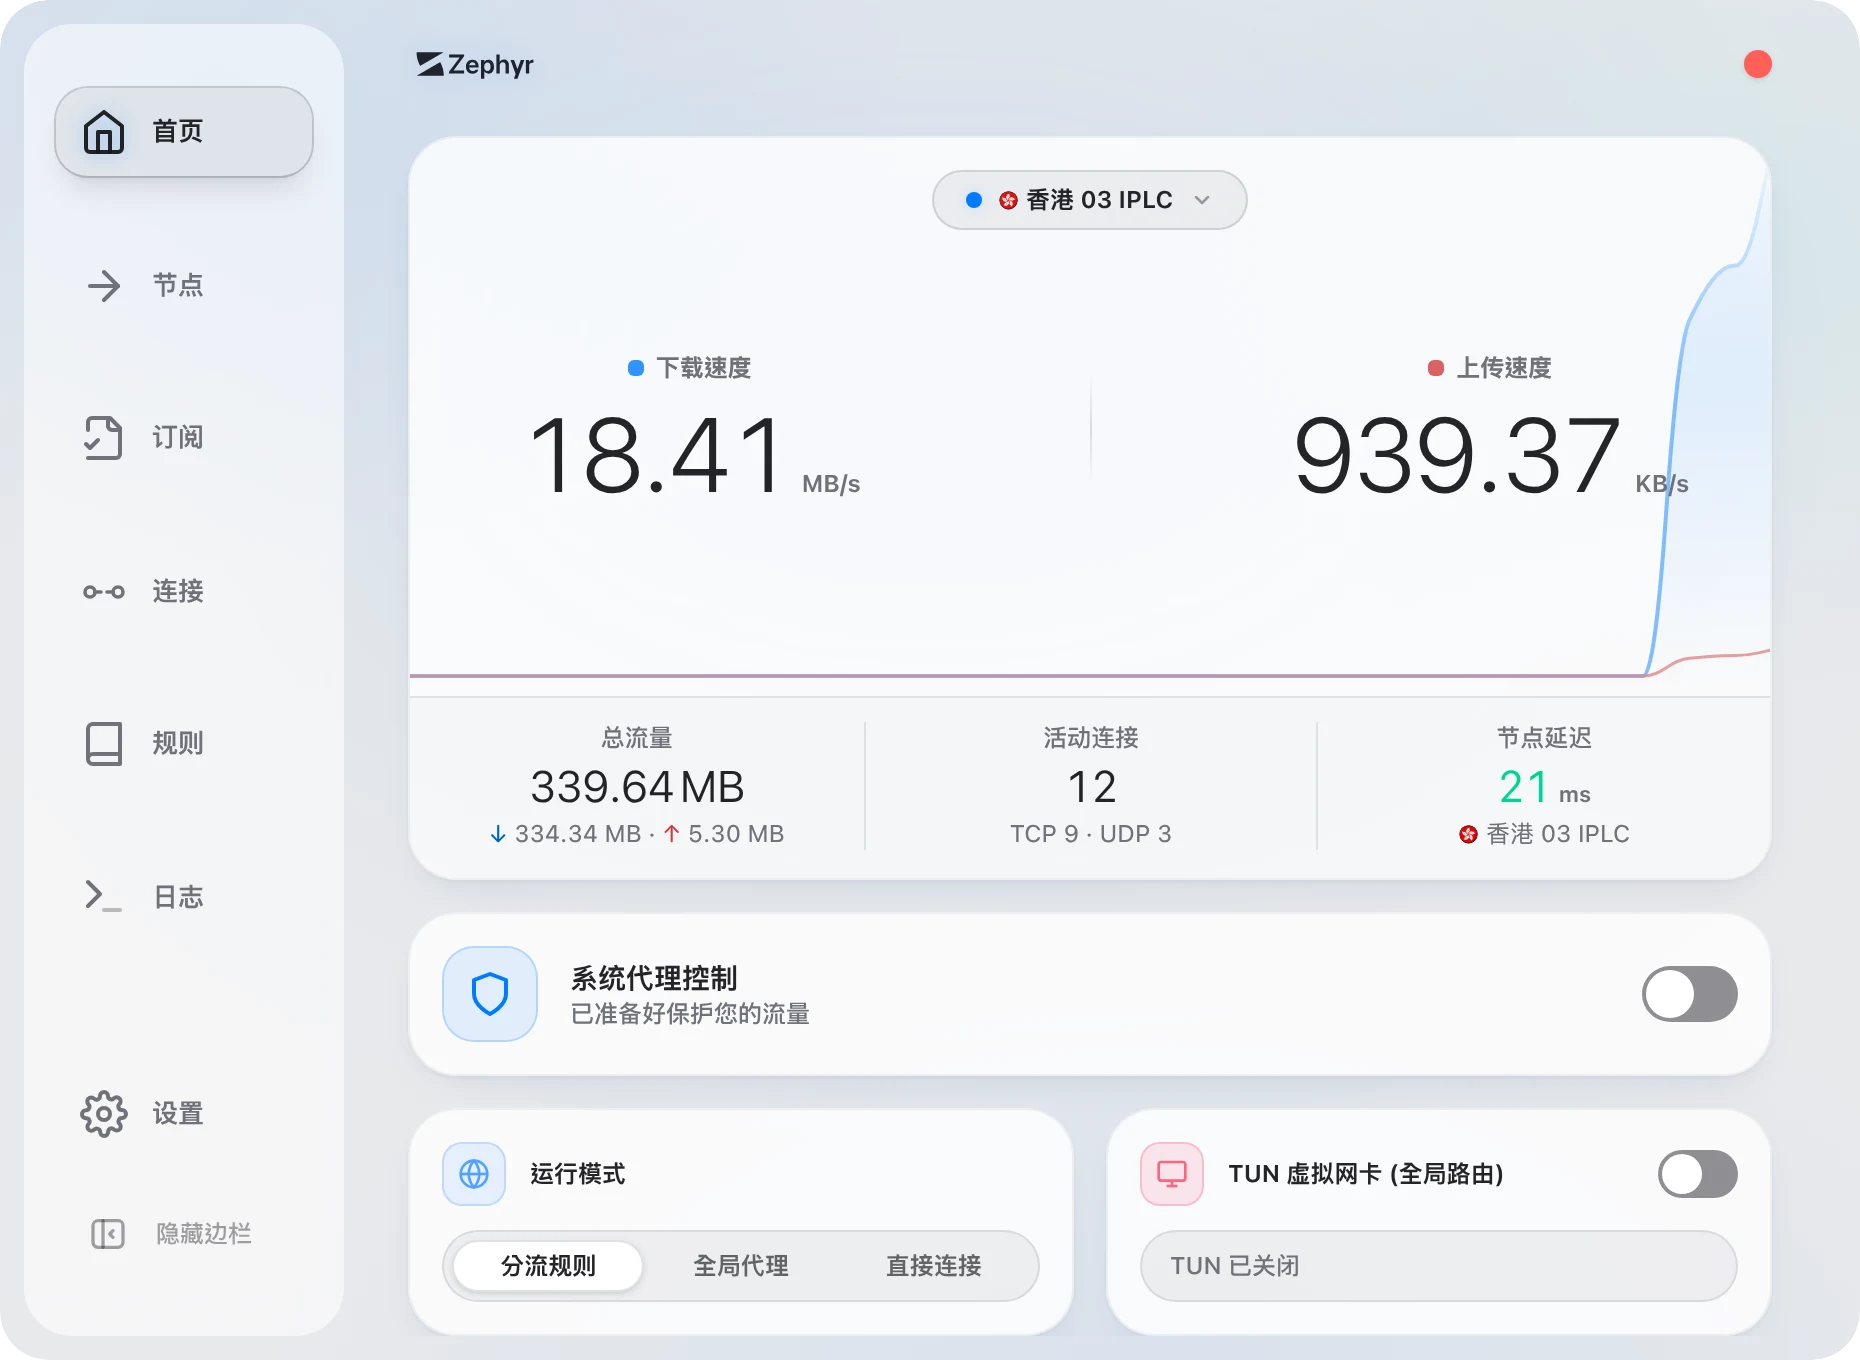 Zephyr
首页
节点
订阅
连接
规则
日志
设置
隐藏边栏
香港 03 IPLC
下载速度
18.41 MB/s
上传速度
939.37 KB/s
总流量
339.64 MB
↓ 334.34 MB · ↑ 5.30 MB
活动连接
12
TCP 9 · UDP 3
节点延迟
21 ms
香港 03 IPLC
系统代理控制
已准备好保护您的流量
运行模式
分流规则 全局代理 直接连接
TUN 虚拟网卡 (全局路由)
TUN 已关闭